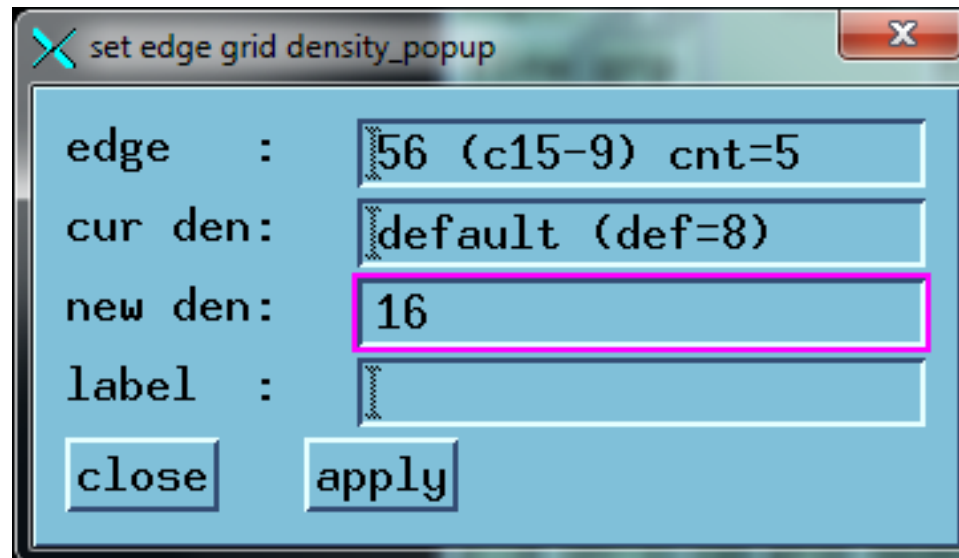 set edge grid density_popup
edge : 56 (c15-9) cnt=5
cur den: default (def=8)
new den: 16
label :
close apply